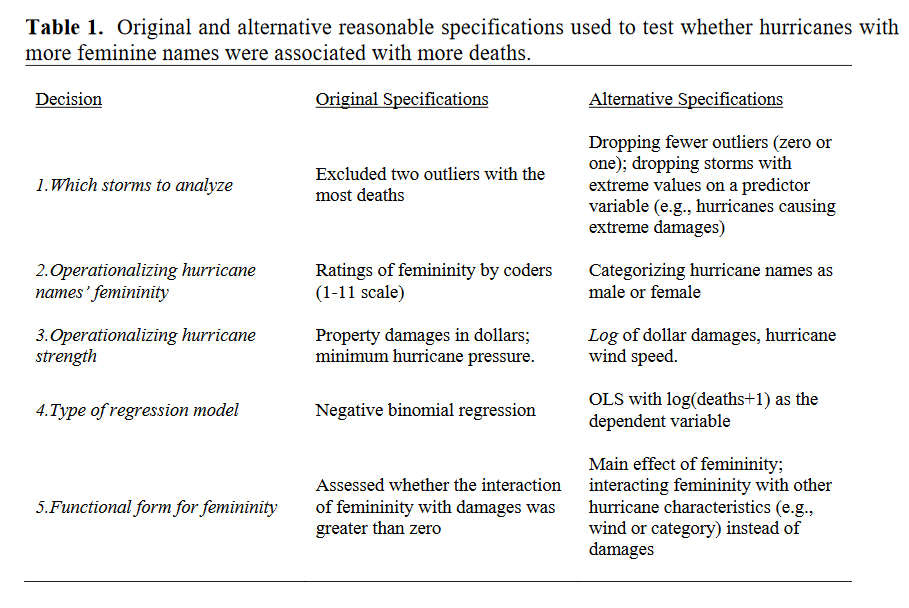 Table 1. Original and alternative reasonable specifications used to test whether hurricanes with
more feminine names were associated with more deaths.
Decision Original Specifications Alternative Specifications
1.Which storms to analyze
Excluded two outliers with the
most deaths
Dropping fewer outliers (zero or
one); dropping storms with
extreme values on a predictor
variable (e.g., hurricanes causing
extreme damages)
2.Operationalizing hurricane
names' femininity
Ratings of femininity by coders
(1-11 scale)
Categorizing hurricane names as
male or female
3.Operationalizing hurricane
strength
Property damages in dollars;
minimum hurricane pressure.
Log of dollar damages, hurricane
wind speed.
4.Type of regression model
Negative binomial regression
OLS with log(deaths+1) as the
dependent variable
5.Functional form for femininity
Assessed whether the interaction
of femininity with damages was
greater than zero
Main effect of femininity;
interacting femininity with other
hurricane characteristics (e.g.,
wind or category) instead of
damages